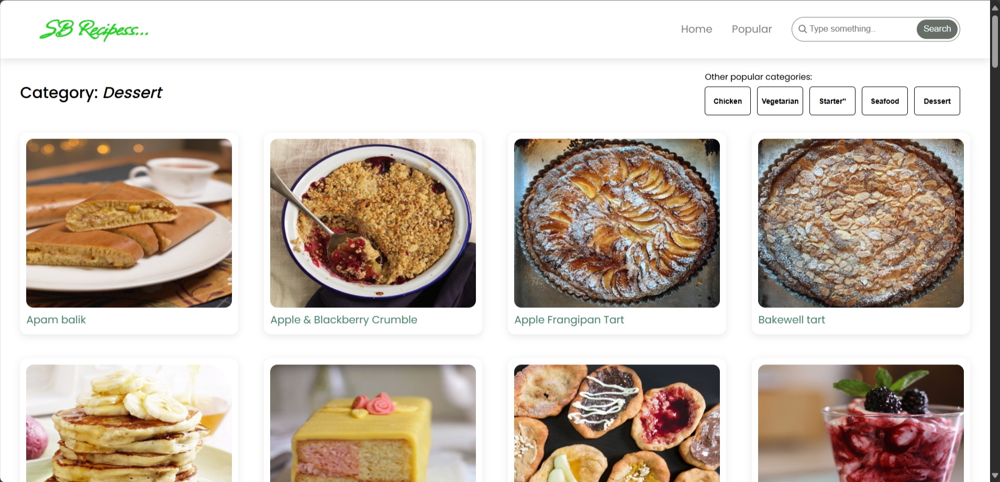 SB Recipess...
Home
Popular
Type something..
Search
Category: Dessert
Other popular categories:
Chicken
Vegetarian
Starter"
Seafood
Dessert
Apam balik
Apple & Blackberry Crumble
Apple Frangipan Tart
Bakewell tart